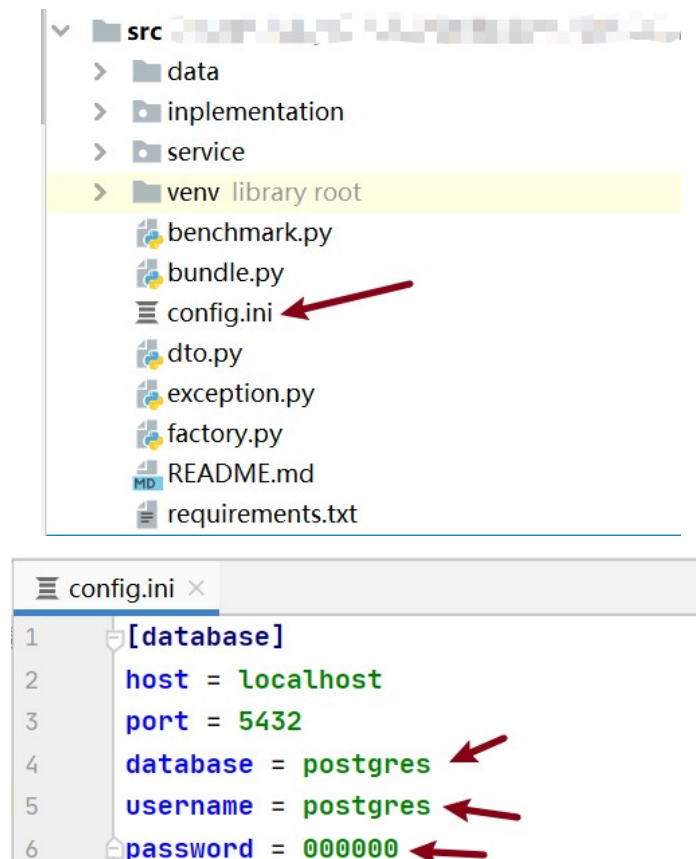 src
data
inplementation
service
venv library root
benchmark.py
bundle.py
config.ini
dto.py
exception.py
factory.py
MD README.md
requirements.txt
config.ini ×
1 [database]
2 host = localhost
3 port = 5432
4 database = postgres
5 username = postgres
6 password = 000000